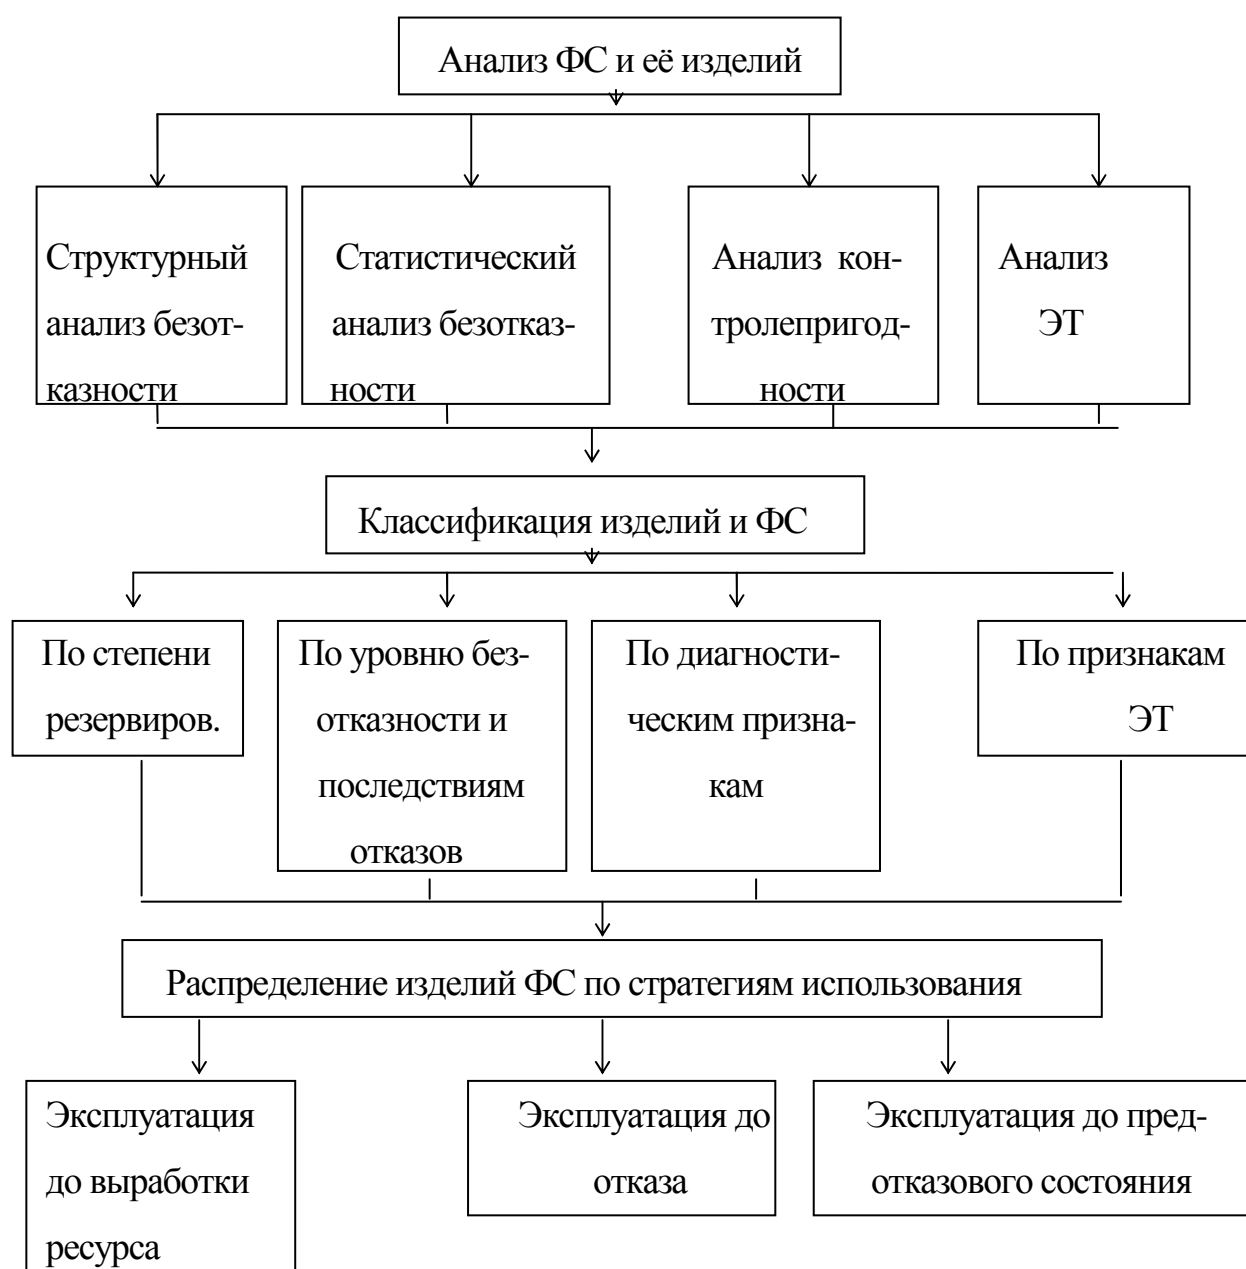 Анализ ФС и её изделий
Структурный
анализ безот-
казности
Статистический
анализ безотказ-
ности
Анализ кон-
тролепригод-
ности
Анализ
ЭТ
Классификация изделий и ФС
По степени
резервиров.
По уровню без-
отказности и
последствиям
отказов
По диагности-
ческим призна-
кам
По признакам
ЭТ
Распределение изделий ФС по стратегиям использования
Эксплуатация
до выработки
ресурса
Эксплуатация до
отказа
Эксплуатация до пред-
отказового состояния